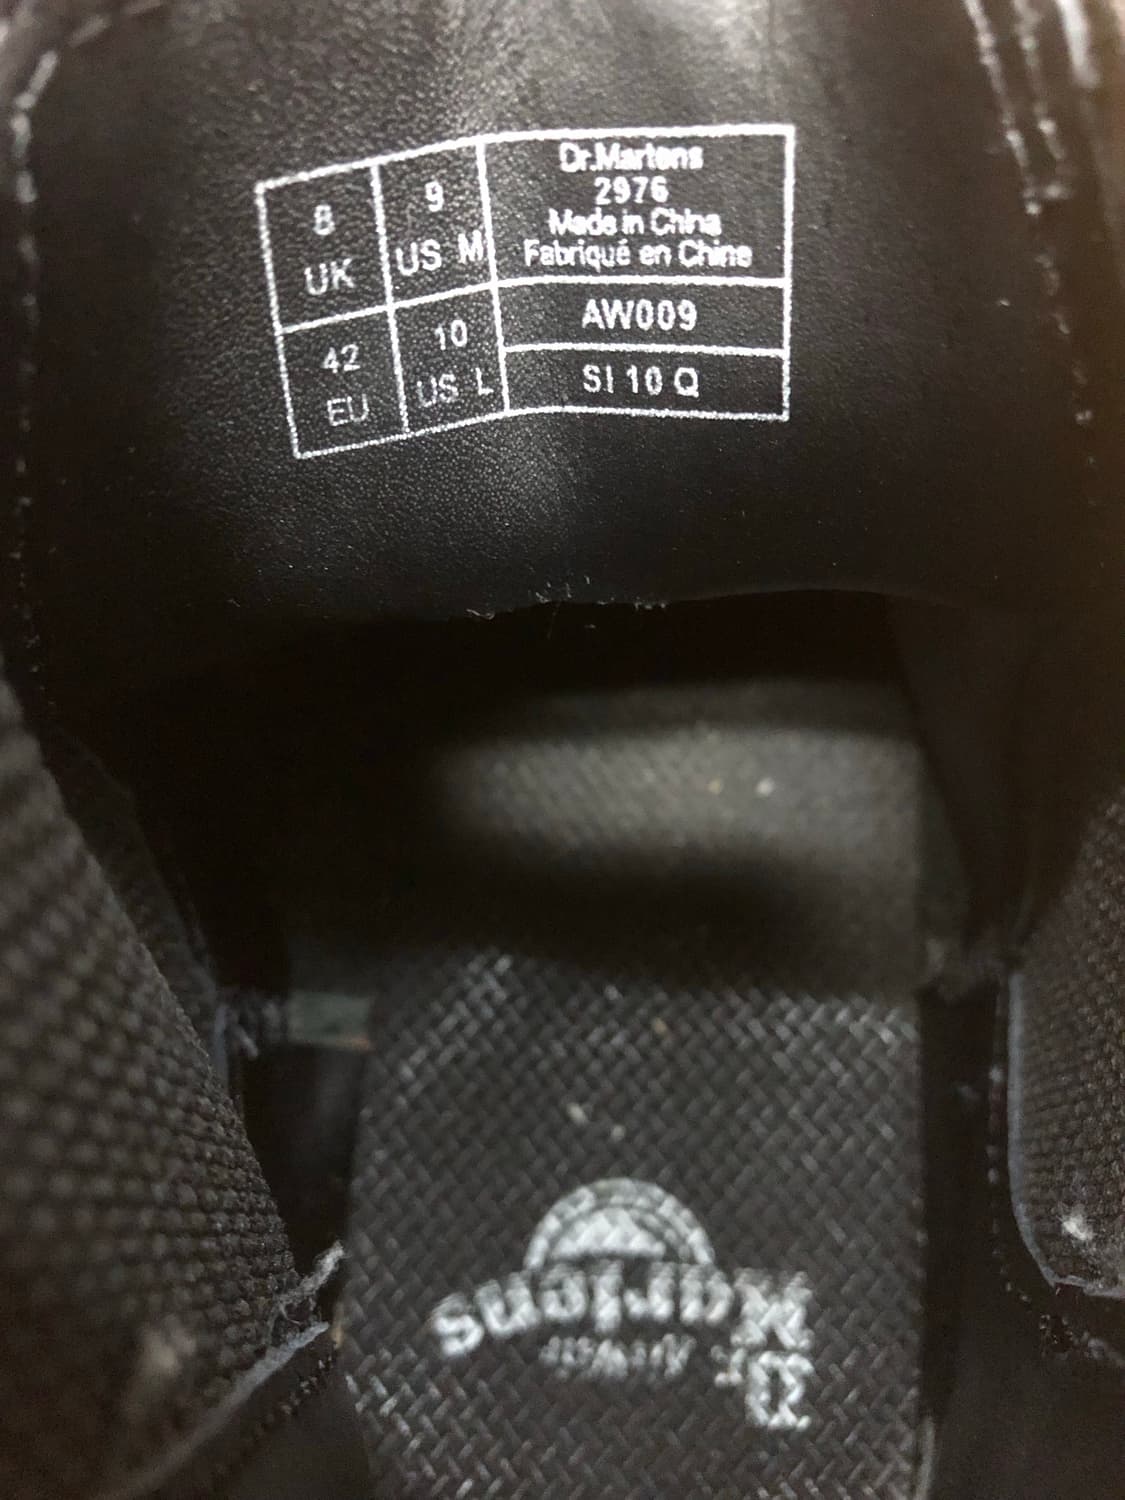 8
UK
9
US M
42
EU
10
US L
Dr.Martens
2976
Made in China
Fabriqué en Chine
AW009
SI 10 Q
Dr. Martens
AirWair